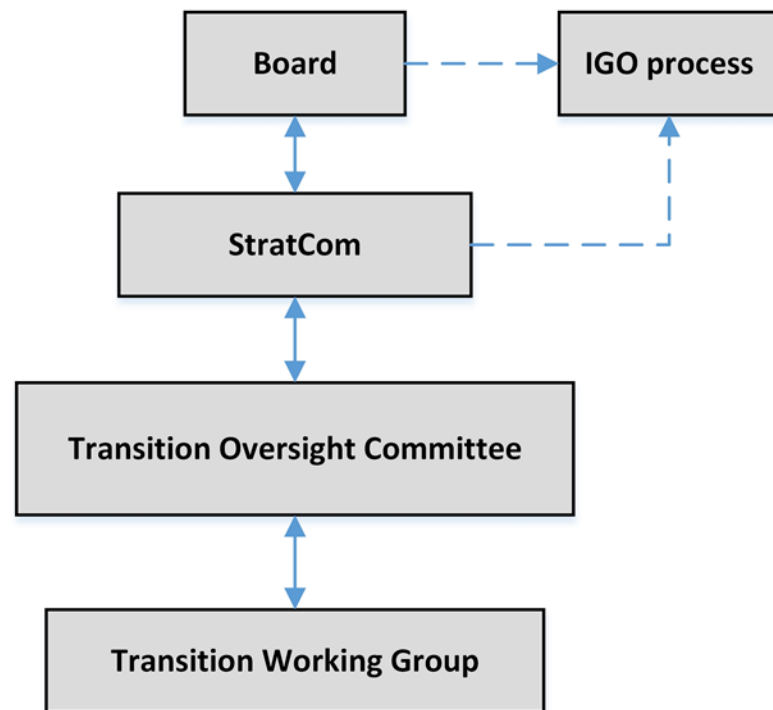 Board
IGO process
StratCom
Transition Oversight Committee
Transition Working Group